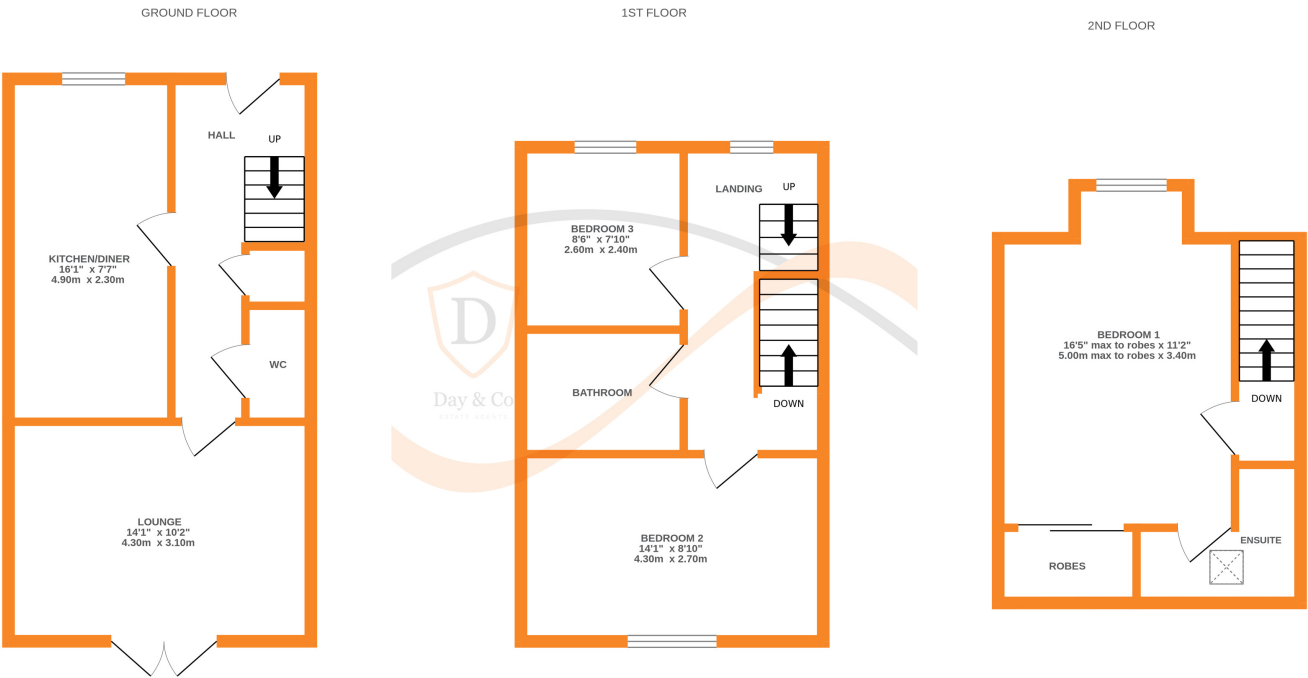 GROUND FLOOR
HALL
UP
KITCHEN/DINER
16'1" x 7'7"
4.90m x 2.30m
WC
LOUNGE
14'1" x 10'2"
4.30m x 3.10m
1ST FLOOR
LANDING
UP
BEDROOM 3
8'6" x 7'10"
2.60m x 2.40m
D
Day & Co
ESTATE AGENTS
BATHROOM
DOWN
BEDROOM 2
14'1" x 8'10"
4.30m x 2.70m
2ND FLOOR
BEDROOM 1
16'5" max to robes x 11'2"
5.00m max to robes x 3.40m
DOWN
ENSUITE
ROBES